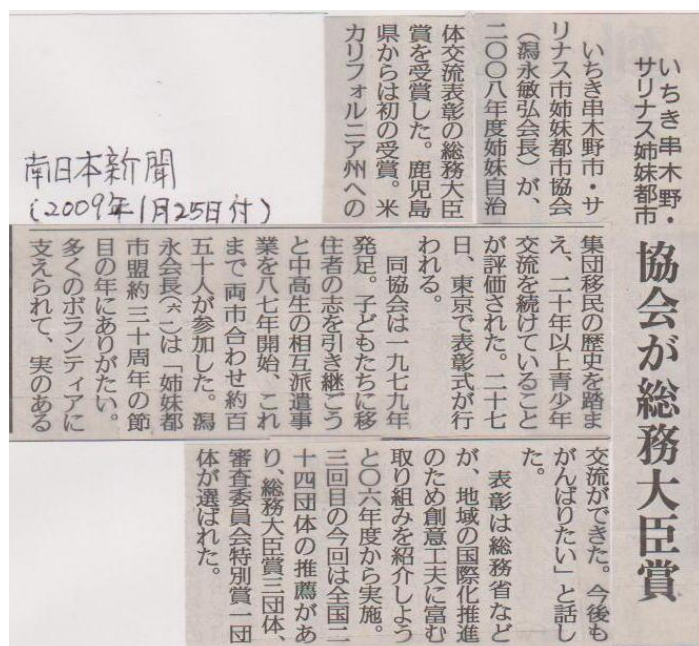 いちき串木野・
サリナス姉妹都市
協会が総務大臣賞
いちき串木野市・サ
リナス市姉妹都市協会
(潟永敏弘会長)が、
二〇〇八年度姉妹自治
体交流表彰の総務大臣
賞を受賞した。鹿児島
県からは初の受賞。米
カリフォルニア州への
集団移民の歴史を踏ま
え、二十年以上青少年
交流を続けていること
が評価された。二十七
日、東京で表彰式が行
われる。
同協会は一九七九年
発足。子どもたちに移
住者の志を引き継ごう
と中高生の相互派遣事
業を八七年開始、これ
まで両市合わせ約百
五十人が参加した。潟
永会長(六一)は「姉妹都
市盟約三十周年の節
目の年にありがたい。
多くのボランティアに
支えられて、実のある
交流ができた。今後も
がんばりたい」と話し
た。
表彰は総務省など
が、地域の国際化推進
のため創意工夫に富む
取り組みを紹介しよう
と〇六年度から実施。
三回目の今回は全国二
十四団体の推薦があ
り、総務大臣賞三団体、
審査委員会特別賞一団
体が選ばれた。
南日本新聞
(2009年1月25日付)